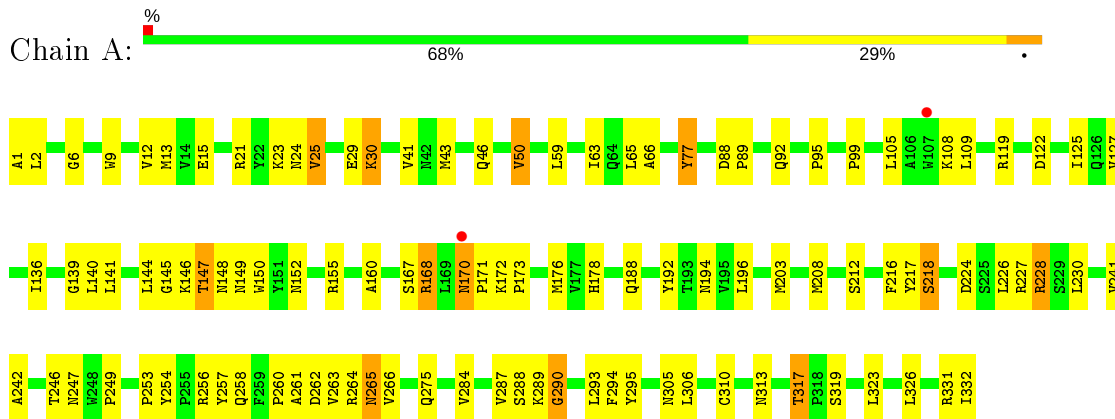 %
Chain A:
68% 29% •
A1 L2 G6 W9 V12 M13 V14 E15 R21 Y22 K23 N24 V25 E29 K30 V41 N42 M43 Q46 V50 L59 I63 Q64 L65 A66 Y77 D88 P89 Q92 P95 P99 L105 A106 W107 K108 L109 R119 D122 I125 Q126 V127
I136 G139 L140 L141 L144 G145 K146 T147 N148 N149 W150 Y151 N152 R155 A160 S167 R168 L169 N170 P171 K172 P173 M176 V177 H178 Q188 Y192 T193 N194 V195 L196 M203 M208 S212 F216 Y217 S218 D224 S225 L226 R227 R228 S229 L230 V241
A242 T246 N247 W248 P249 P253 Y254 P255 R256 Y257 Q258 F259 P260 A261 D262 V263 R264 N265 V266 Q275 V284 V287 S288 K289 G290 L293 F294 Y295 N305 L306 C310 N313 T317 P318 S319 L323 L326 R331 I332